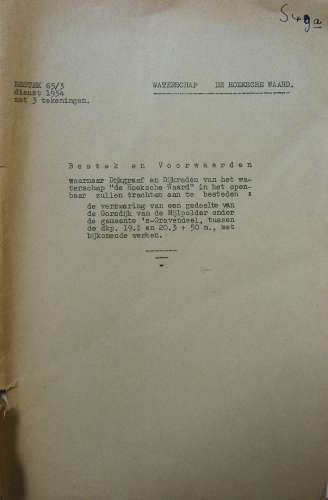 BESTEK 65/3
dienst 1954
met 3 tekeningen.
WATERSCHAP DE HOEKSCHE WAARD.
Bestek en Voorwaarden
waarnaar Dijkgraaf en Dijkreden van het wa-
terschap "de Hoeksche Waard" in het open-
baar zullen trachten aan te besteden :
de verzwaring van een gedeelte van
de Gorsdijk van de Mijlpolder onder
de gemeente 's-Gravendeel, tussen
de dkp. 19.1 en 20.3 + 50 m., met
bijkomende werken.